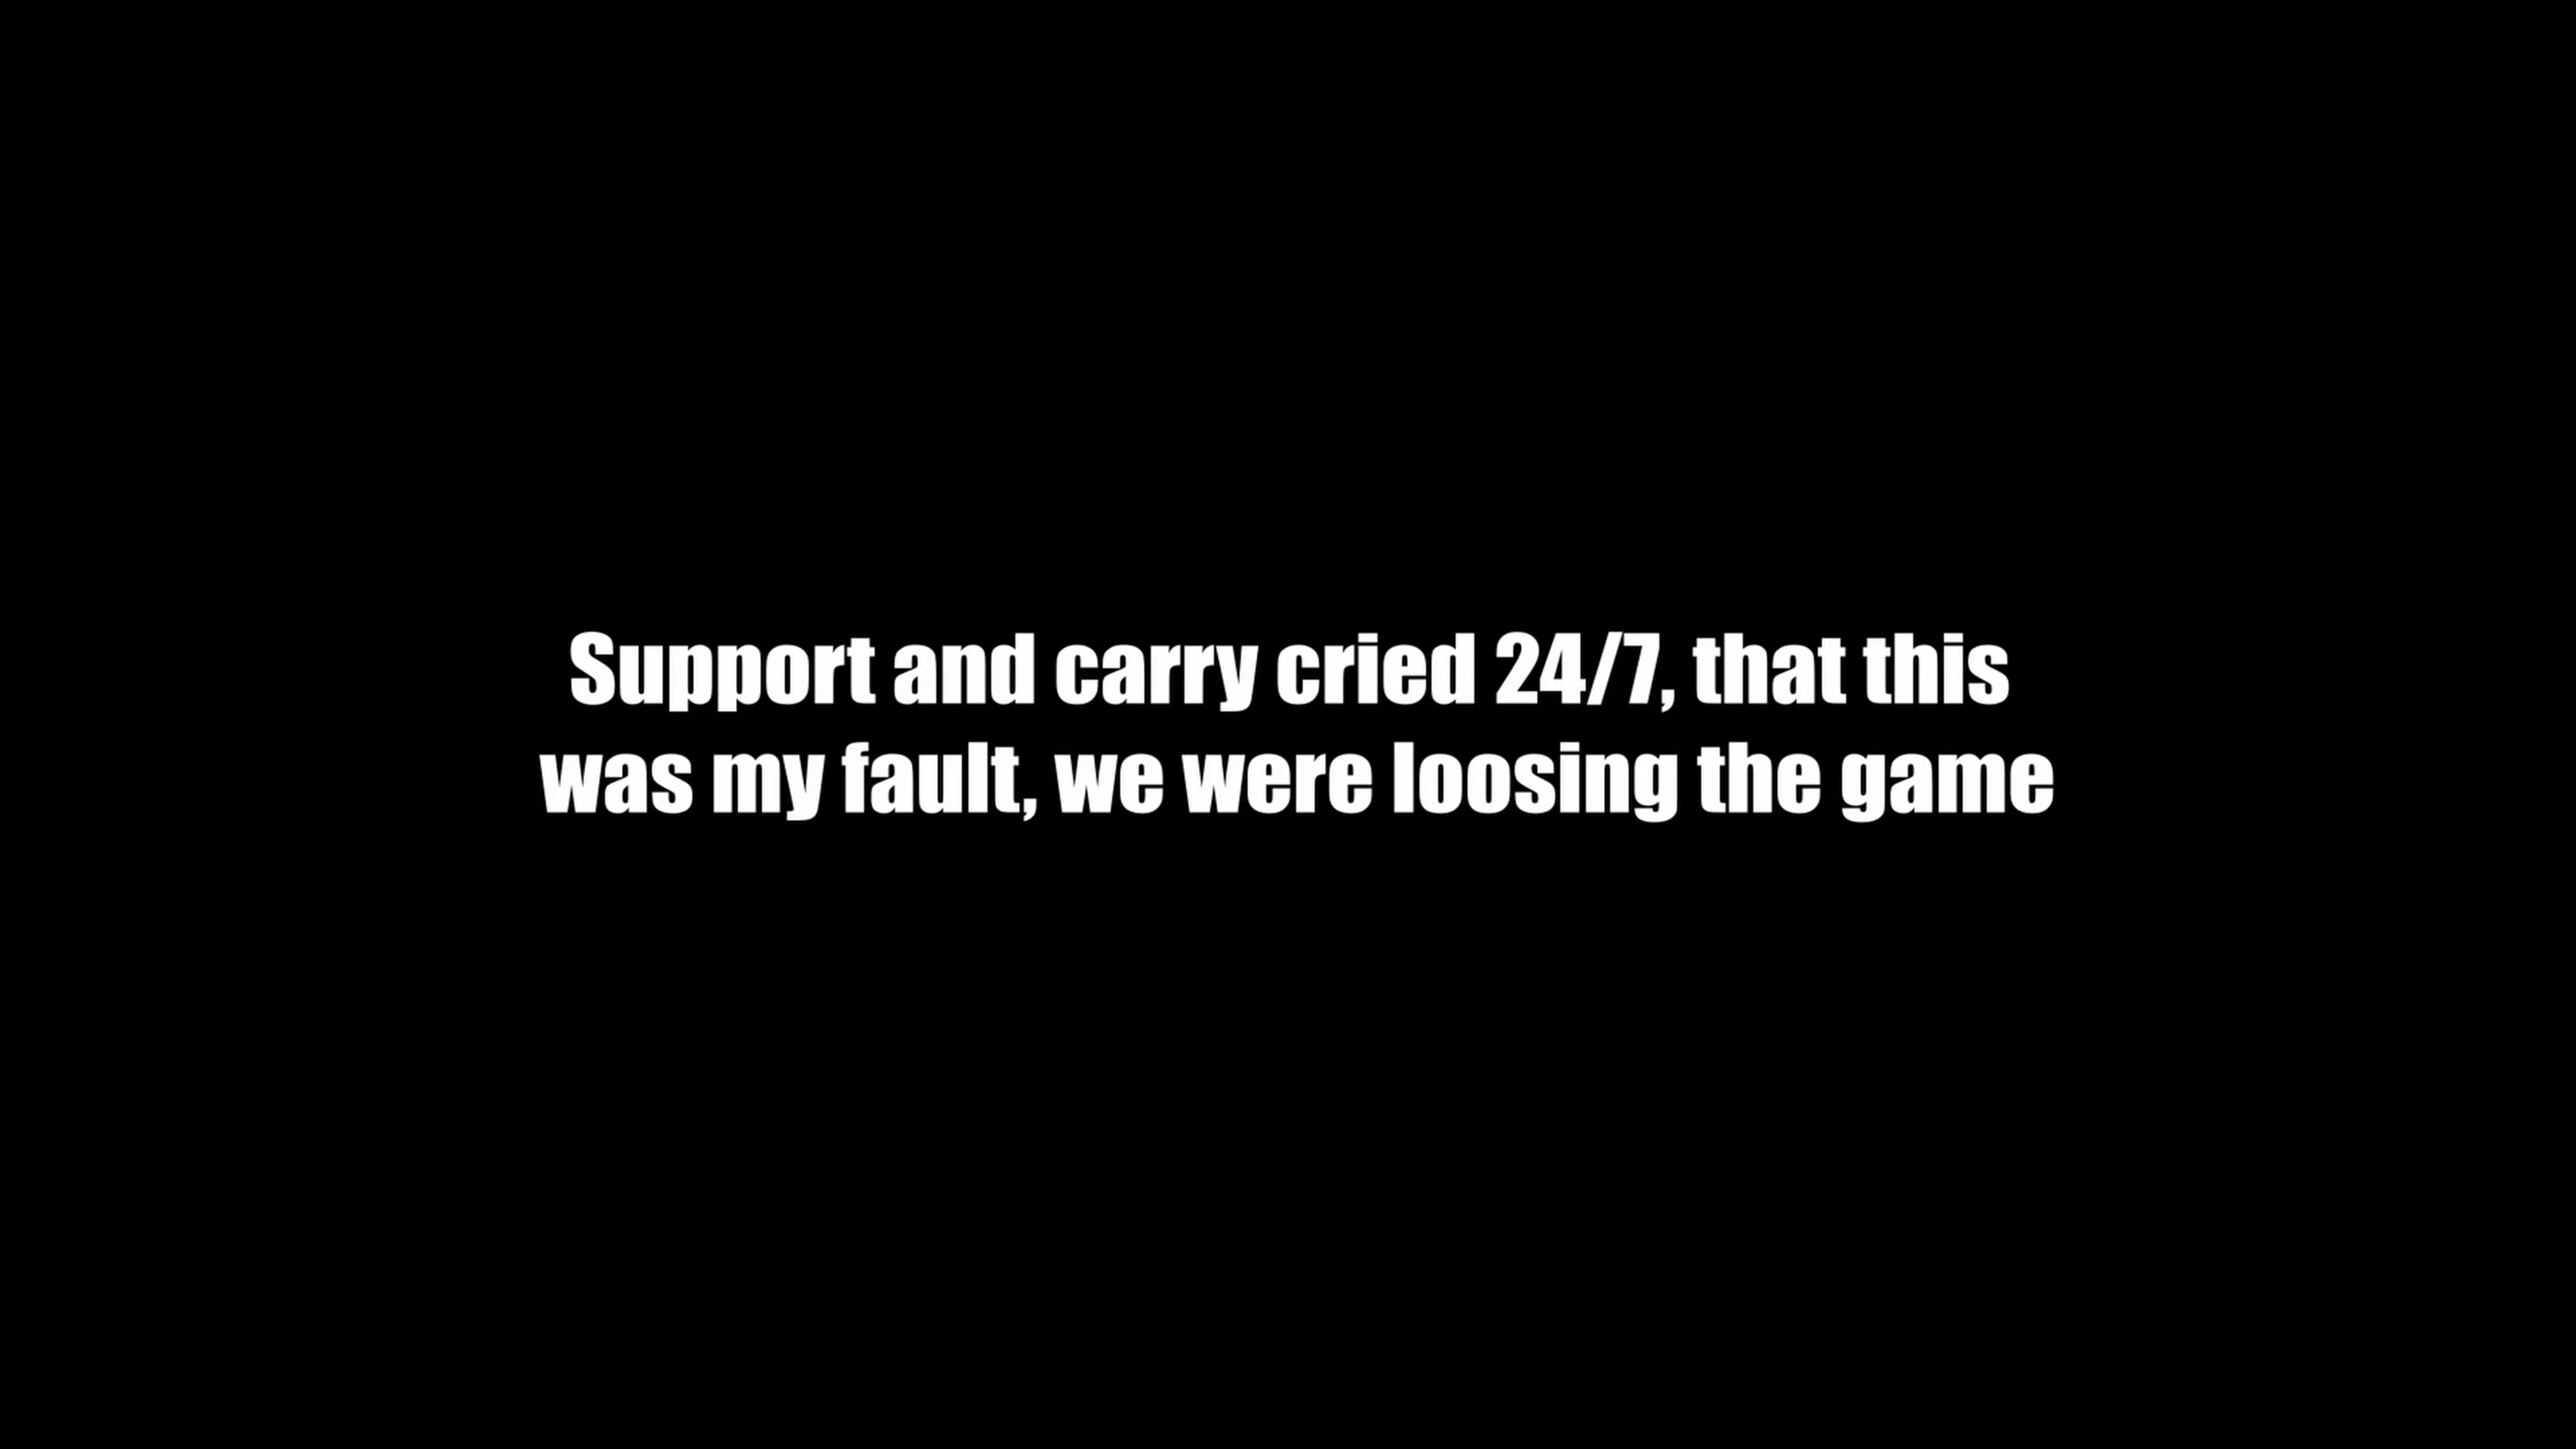 Support and carry cried 24/7, that this
was my fault, we were loosing the game